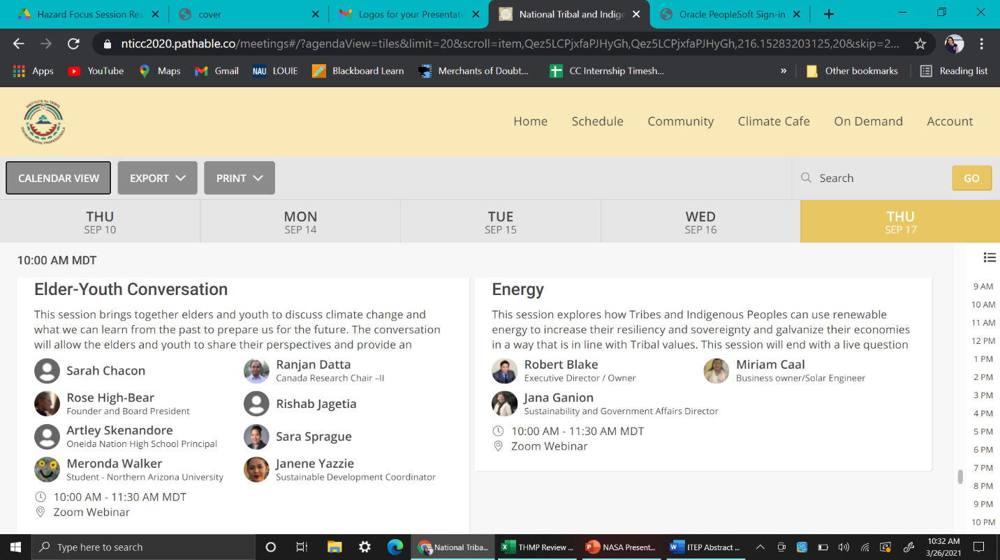 Hazard Focus Session Res
cover
Logos for your Presentati
National Tribal and Indige
Oracle PeopleSoft Sign-in
nticc2020.pathable.co/meetings#/?agendaView=tiles&limit=20&scroll=item,Qez5LCPjxfaPJHyGh,Qez5LCPjxfaPJHyGh,216.15283203125,20&skip=2...
Apps
YouTube
Maps
Gmail
NAU LOUIE
Blackboard Learn
Merchants of Doubt...
CC Internship Timesh...
»
Other bookmarks
Reading list
INSTITUTE for TRIBAL
ENVIRONMENTAL PROFESSIONALS
Home
Schedule
Community
Climate Cafe
On Demand
Account
CALENDAR VIEW
EXPORT
PRINT
Search
GO
THU
SEP 10
MON
SEP 14
TUE
SEP 15
WED
SEP 16
THU
SEP 17
10:00 AM MDT
Elder-Youth Conversation
This session brings together elders and youth to discuss climate change and
what we can learn from the past to prepare us for the future. The conversation
will allow the elders and youth to share their perspectives and provide an
Sarah Chacon
Ranjan Datta
Canada Research Chair –II
Rose High-Bear
Founder and Board President
Rishab Jagetia
Artley Skenandore
Oneida Nation High School Principal
Sara Sprague
Meronda Walker
Student - Northern Arizona University
Janene Yazzie
Sustainable Development Coordinator
10:00 AM - 11:30 AM MDT
Zoom Webinar
Energy
This session explores how Tribes and Indigenous Peoples can use renewable
energy to increase their resiliency and sovereignty and galvanize their economies
in a way that is in line with Tribal values. This session will end with a live question
Robert Blake
Executive Director / Owner
Miriam Caal
Business owner/Solar Engineer
Jana Ganion
Sustainability and Government Affairs Director
10:00 AM - 11:30 AM MDT
Zoom Webinar
9 AM
10 AM
11 AM
12 PM
1 PM
2 PM
3 PM
4 PM
5 PM
6 PM
7 PM
8 PM
9 PM
10 PM
Type here to search
National Triba...
THMP Review ...
NASA Present...
ITEP Abstract ...
10:32 AM
3/26/2021